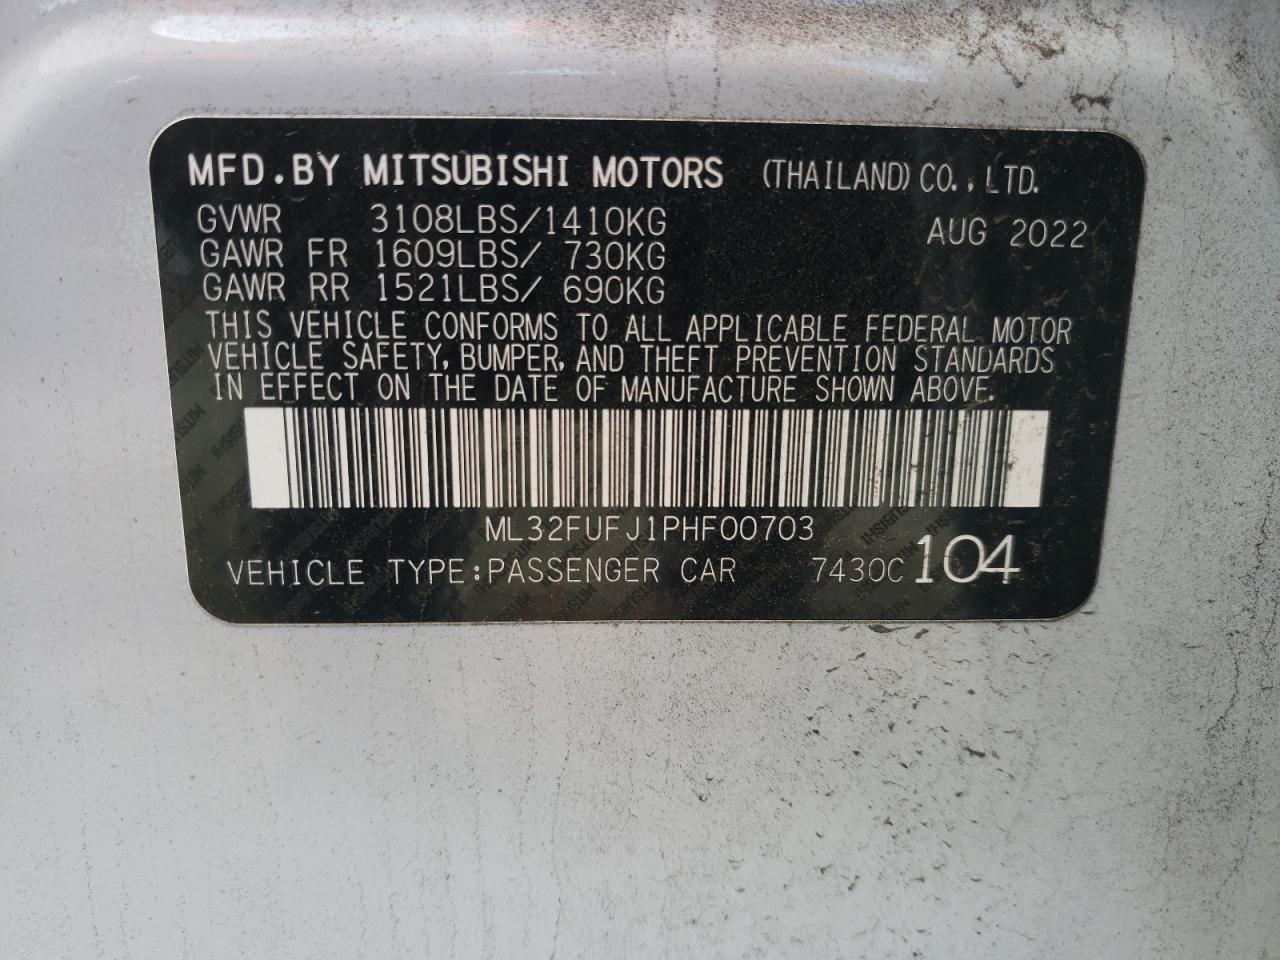 MFD.BY MITSUBISHI MOTORS (THAILAND) CO.,LTD.
GVWR 3108LBS/1410KG AUG 2022
GAWR FR 1609LBS/ 730KG
GAWR RR 1521LBS/ 690KG
THIS VEHICLE CONFORMS TO ALL APPLICABLE FEDERAL MOTOR
VEHICLE SAFETY, BUMPER, AND THEFT PREVENTION STANDARDS
IN EFFECT ON THE DATE OF MANUFACTURE SHOWN ABOVE.
ML32FUFJ1PHF00703
VEHICLE TYPE:PASSENGER CAR 7430C 104